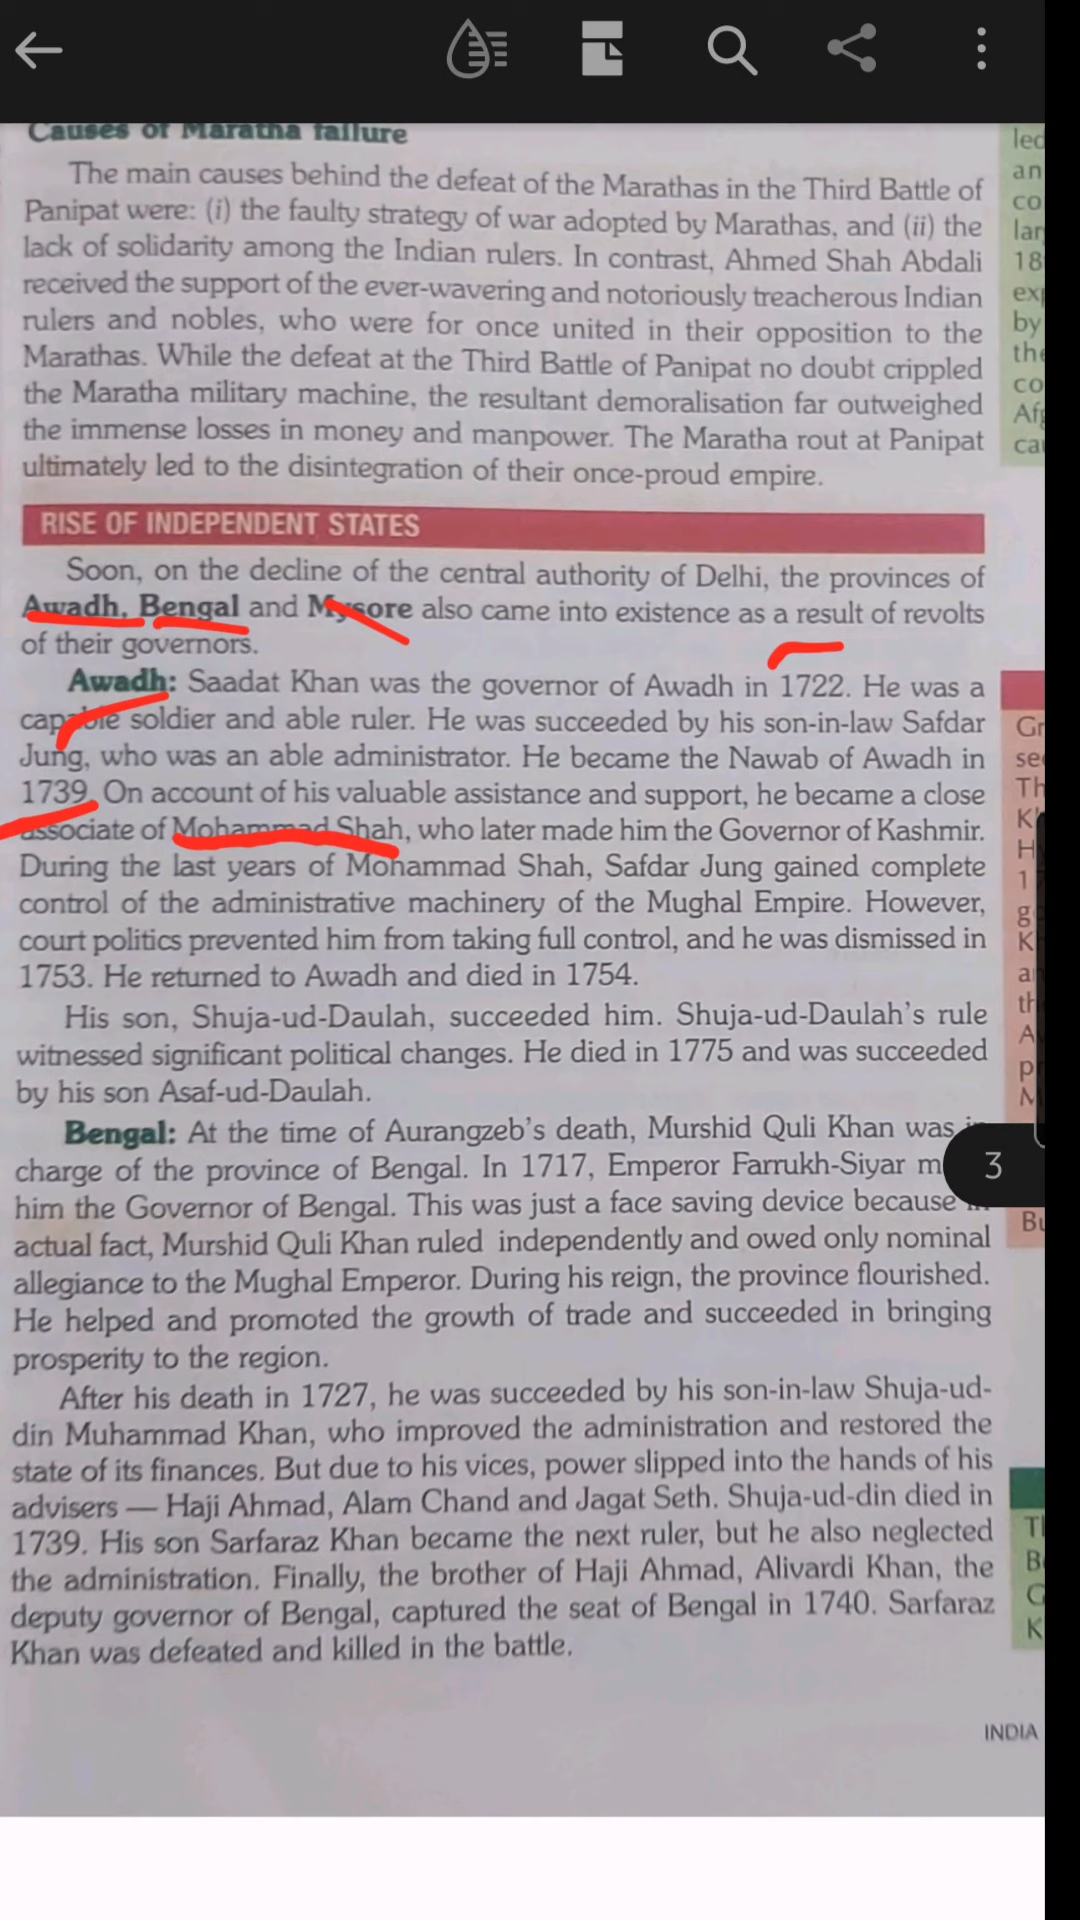 Causes of Maratha failure
The main causes behind the defeat of the Marathas in the Third Battle of
Panipat were: (i) the faulty strategy of war adopted by Marathas, and (ii) the
lack of solidarity among the Indian rulers. In contrast, Ahmed Shah Abdali
received the support of the ever-wavering and notoriously treacherous Indian
rulers and nobles, who were for once united in their opposition to the
Marathas. While the defeat at the Third Battle of Panipat no doubt crippled
the Maratha military machine, the resultant demoralisation far outweighed
the immense losses in money and manpower. The Maratha rout at Panipat
ultimately led to the disintegration of their once-proud empire.
RISE OF INDEPENDENT STATES
Soon, on the decline of the central authority of Delhi, the provinces of
Awadh, Bengal and Mysore also came into existence as a result of revolts
of their governors.
Awadh: Saadat Khan was the governor of Awadh in 1722. He was a
capable soldier and able ruler. He was succeeded by his son-in-law Safdar
Jung, who was an able administrator. He became the Nawab of Awadh in
1739. On account of his valuable assistance and support, he became a close
associate of Mohammad Shah, who later made him the Governor of Kashmir.
During the last years of Mohammad Shah, Safdar Jung gained complete
control of the administrative machinery of the Mughal Empire. However,
court politics prevented him from taking full control, and he was dismissed in
1753. He returned to Awadh and died in 1754.
His son, Shuja-ud-Daulah, succeeded him. Shuja-ud-Daulah's rule
witnessed significant political changes. He died in 1775 and was succeeded
by his son Asaf-ud-Daulah.
Bengal: At the time of Aurangzeb's death, Murshid Quli Khan was
charge of the province of Bengal. In 1717, Emperor Farrukh-Siyar
him the Governor of Bengal. This was just a face saving device because
actual fact, Murshid Quli Khan ruled independently and owed only nominal
allegiance to the Mughal Emperor. During his reign, the province flourished.
He helped and promoted the growth of trade and succeeded in bringing
prosperity to the region.
After his death in 1727, he was succeeded by his son-in-law Shuja-ud-
din Muhammad Khan, who improved the administration and restored the
state of its finances. But due to his vices, power slipped into the hands of his
advisers — Haji Ahmad, Alam Chand and Jagat Seth. Shuja-ud-din died in
1739. His son Sarfaraz Khan became the next ruler, but he also neglected
the administration. Finally, the brother of Haji Ahmad, Alivardi Khan, the
deputy governor of Bengal, captured the seat of Bengal in 1740. Sarfaraz
Khan was defeated and killed in the battle.
INDIA
3